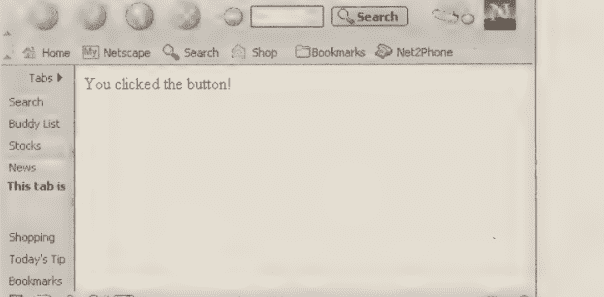 Search
Home My Netscape Search Shop Bookmarks Net2Phone
Tabs
Search
Buddy List
Stocks
News
This tab is
Shopping
Today's Tip
Bookmarks
You clicked the button!
N